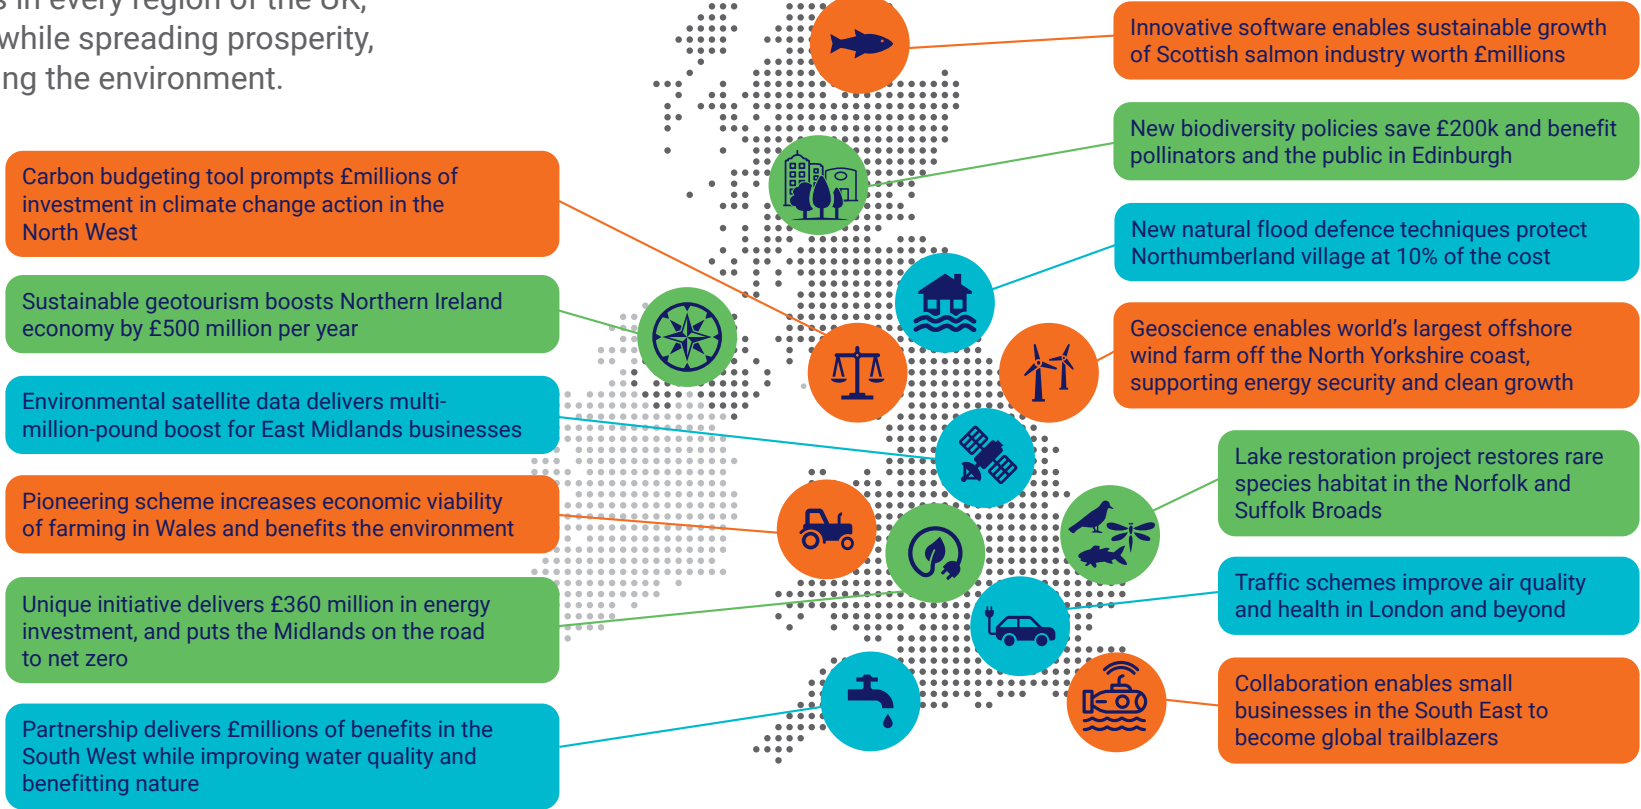 s in every region of the UK,
while spreading prosperity,
ing the environment.
Carbon budgeting tool prompts £millions of
investment in climate change action in the
North West
Sustainable geotourism boosts Northern Ireland
economy by £500 million per year
Environmental satellite data delivers multi-
million-pound boost for East Midlands businesses
Pioneering scheme increases economic viability
of farming in Wales and benefits the environment
Unique initiative delivers £360 million in energy
investment, and puts the Midlands on the road
to net zero
Partnership delivers £millions of benefits in the
South West while improving water quality and
benefitting nature
Innovative software enables sustainable growth
of Scottish salmon industry worth £millions
New biodiversity policies save £200k and benefit
pollinators and the public in Edinburgh
New natural flood defence techniques protect
Northumberland village at 10% of the cost
Geoscience enables world’s largest offshore
wind farm off the North Yorkshire coast,
supporting energy security and clean growth
Lake restoration project restores rare
species habitat in the Norfolk and
Suffolk Broads
Traffic schemes improve air quality
and health in London and beyond
Collaboration enables small
businesses in the South East to
become global trailblazers